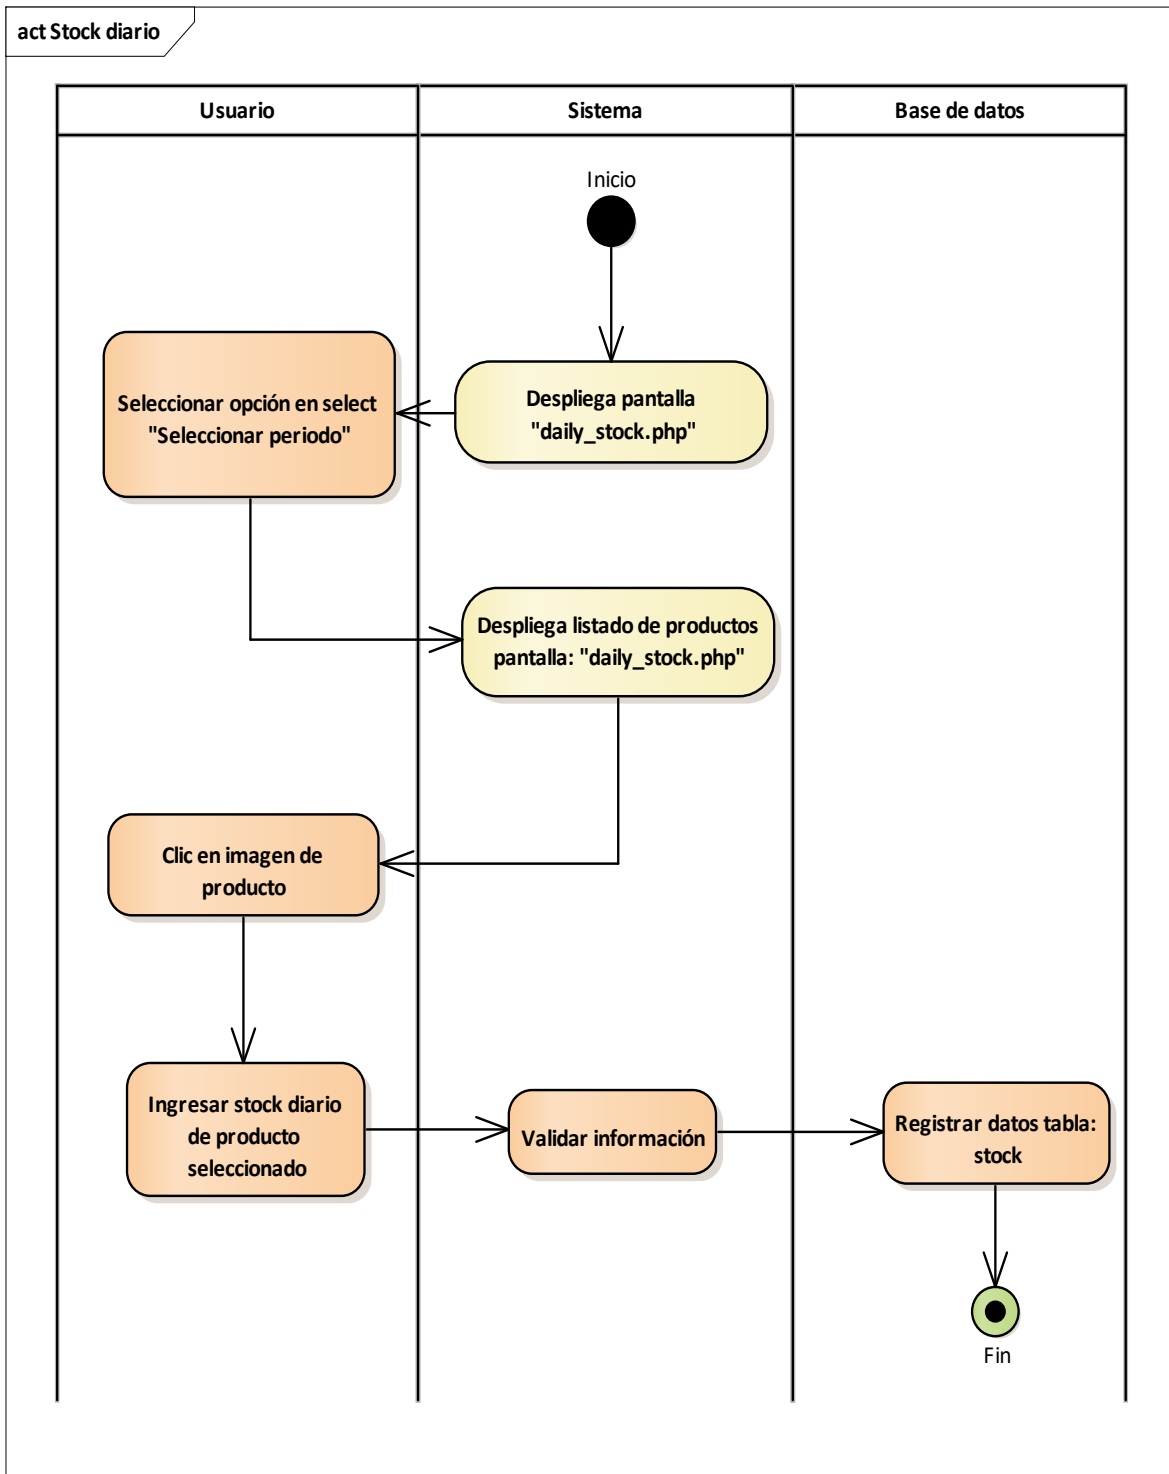 act Stock diario
Usuario
Sistema
Base de datos
Inicio
Despliega pantalla
"daily_stock.php"
Seleccionar opción en select
"Seleccionar periodo"
Despliega listado de productos
pantalla: "daily_stock.php"
Clic en imagen de
producto
Ingresar stock diario
de producto
seleccionado
Validar información
Registrar datos tabla:
stock
Fin